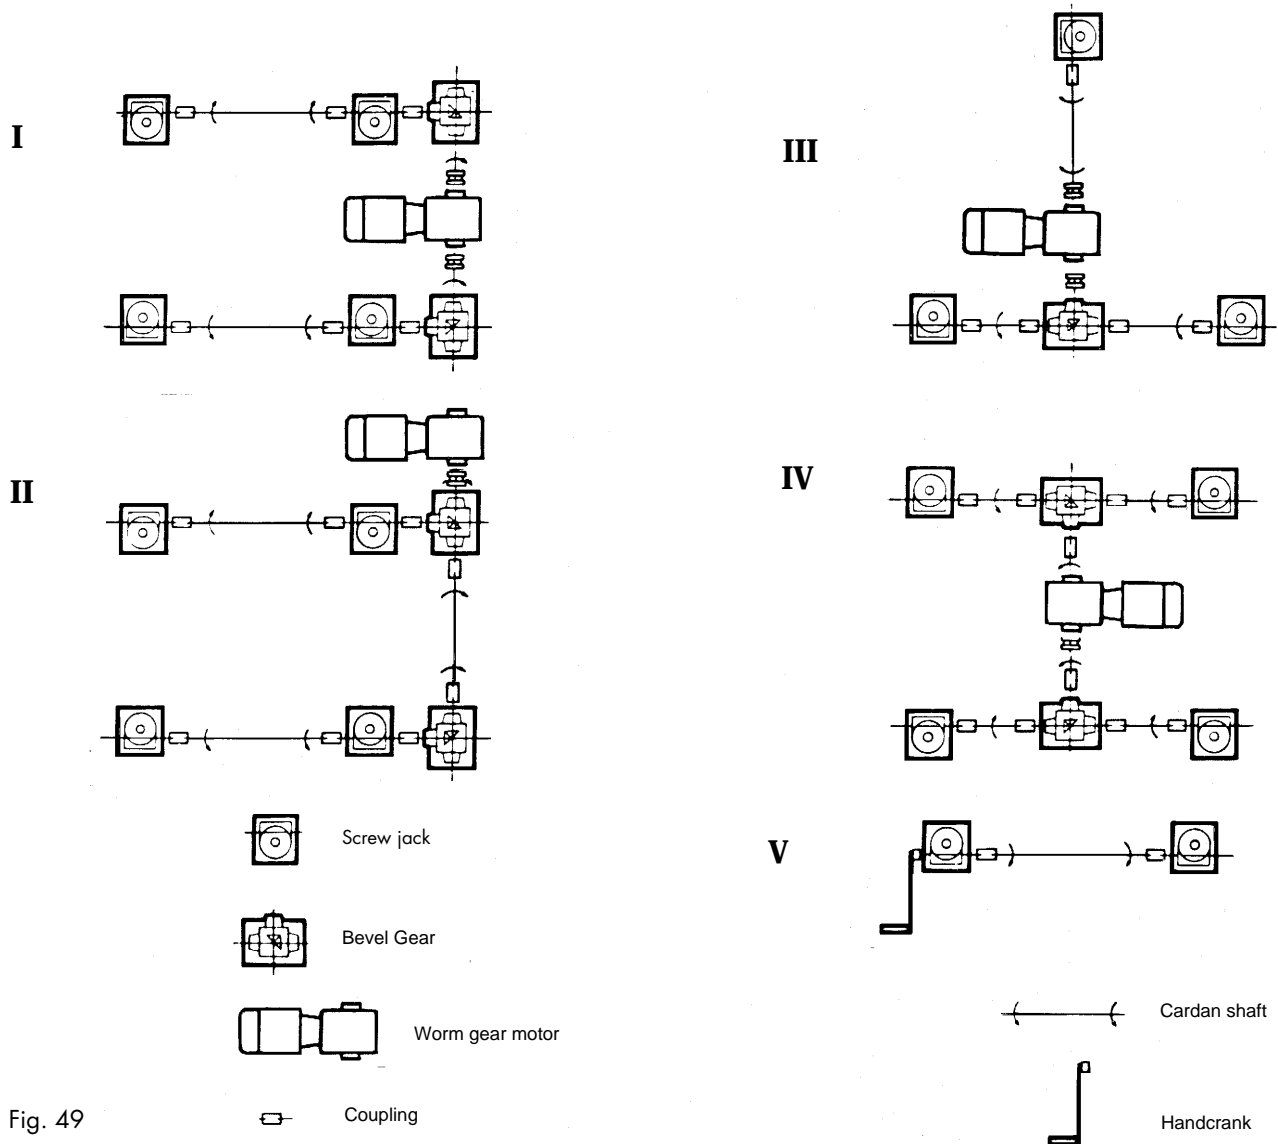 I
III
II
IV
Screw jack
V
Bevel Gear
Cardan shaft
Worm gear motor
Fig. 49
Coupling
Handcrank